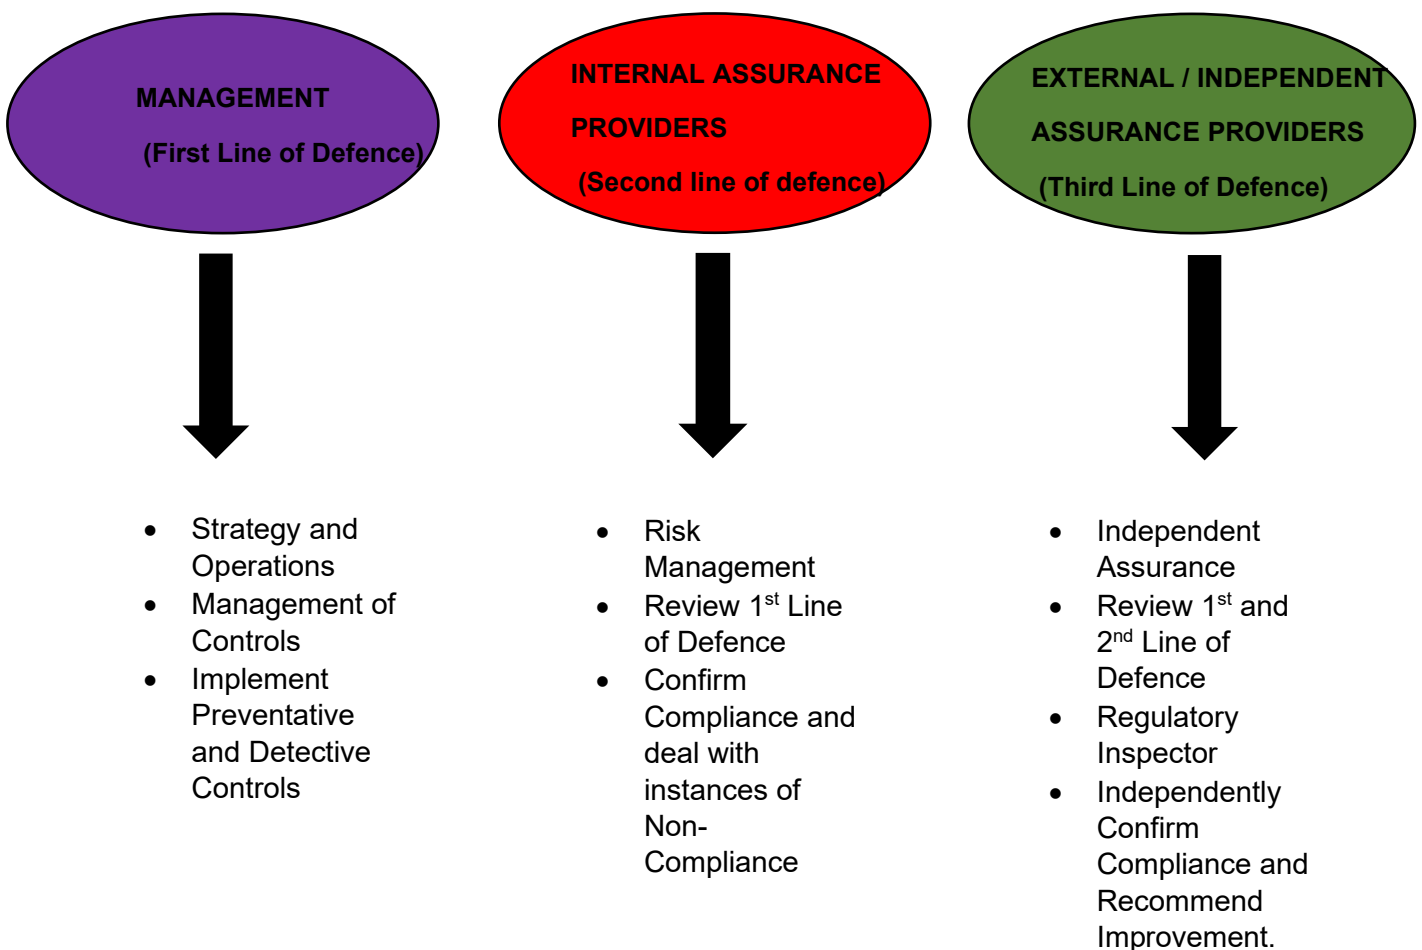 MANAGEMENT
(First Line of Defence)
INTERNAL ASSURANCE
PROVIDERS
(Second line of defence)
EXTERNAL / INDEPENDENT
ASSURANCE PROVIDERS
(Third Line of Defence)
• Strategy and
Operations
• Management of
Controls
• Implement
Preventative
and Detective
Controls
• Risk
Management
• Review 1st Line
of Defence
• Confirm
Compliance and
deal with
instances of
Non-
Compliance
• Independent
Assurance
• Review 1st and
2nd Line of
Defence
• Regulatory
Inspector
• Independently
Confirm
Compliance and
Recommend
Improvement.